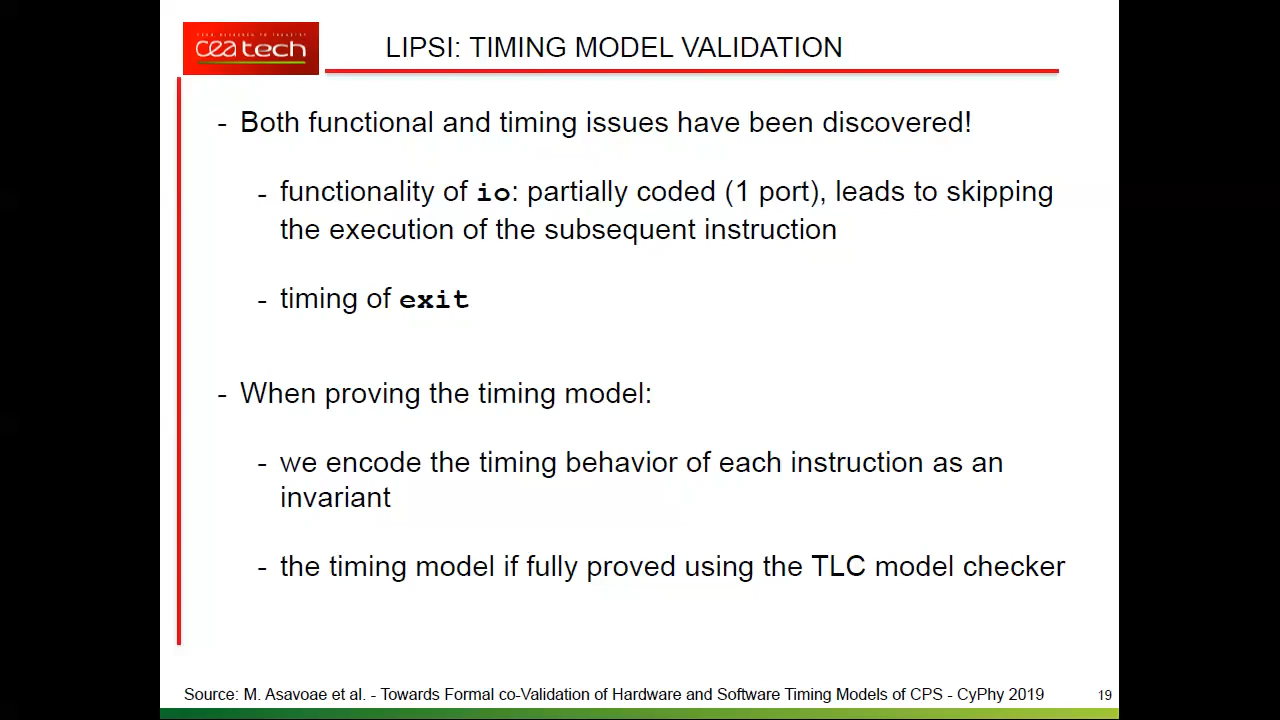 ceatech
LIPSI: TIMING MODEL VALIDATION
- Both functional and timing issues have been discovered!
- functionality of io: partially coded (1 port), leads to skipping
the execution of the subsequent instruction
- timing of exit
- When proving the timing model:
- we encode the timing behavior of each instruction as an
invariant
- the timing model if fully proved using the TLC model checker
Source: M. Asavoae et al. - Towards Formal co-Validation of Hardware and Software Timing Models of CPS - CyPhy 2019
19